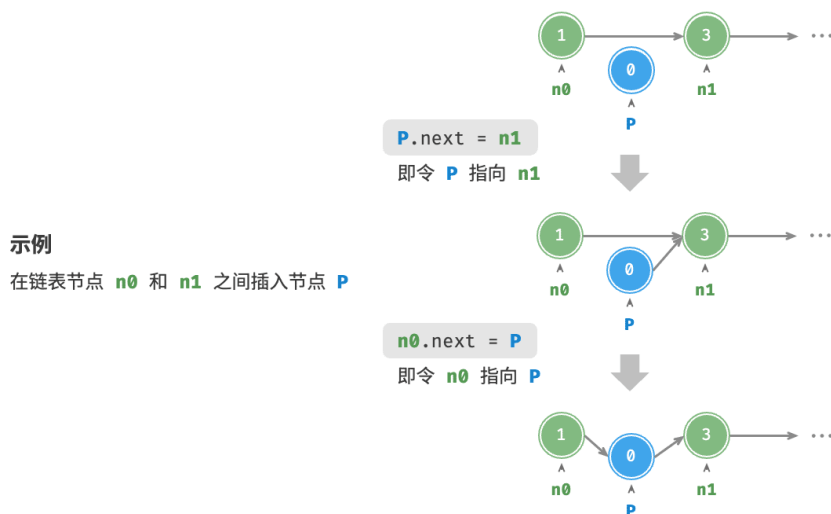 1
3
...
0
n0
n1
P
P.next = n1
即令 P 指向 n1
1
3
...
0
n0
n1
P
示例
在链表节点 n0 和 n1 之间插入节点 P
n0.next = P
即令 n0 指向 P
1
3
...
0
n0
n1
P